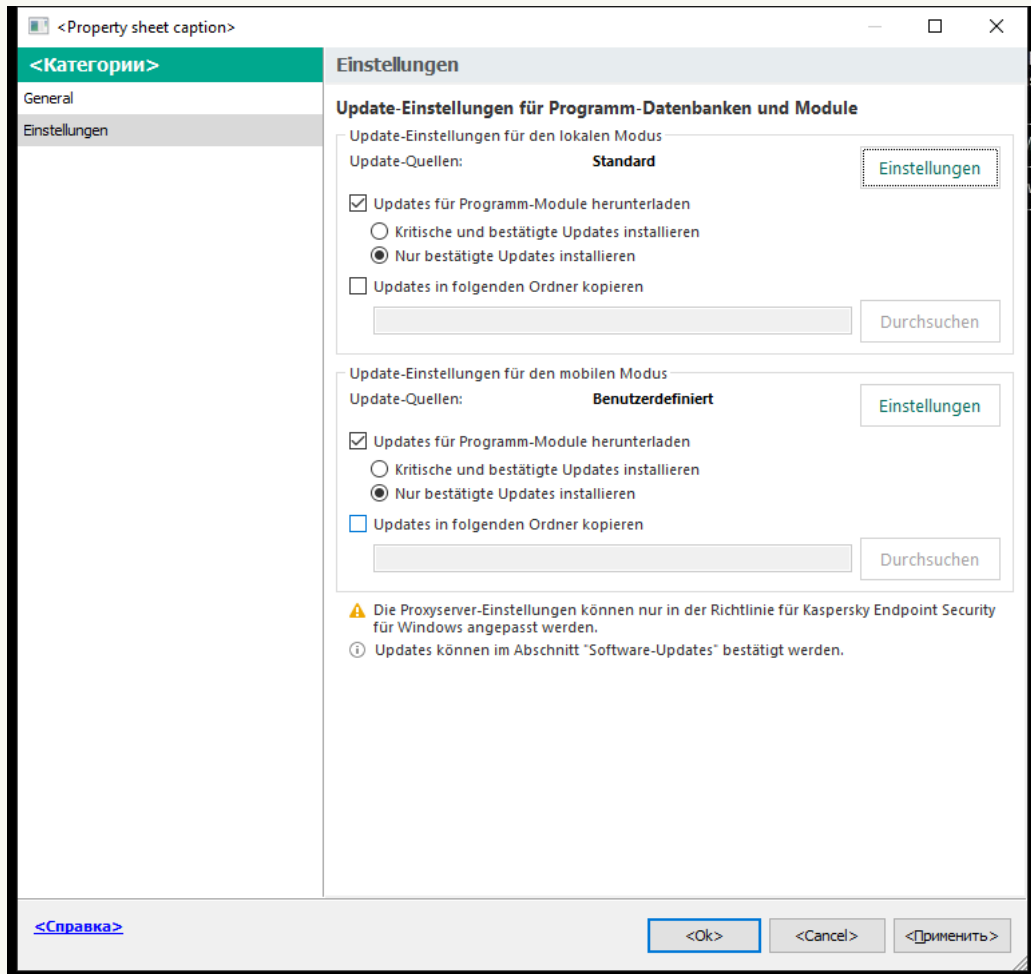 <Property sheet caption>
<Категории>
General
Einstellungen
Einstellungen
Update-Einstellungen für Programm-Datenbanken und Module
Update-Einstellungen für den lokalen Modus
Update-Quellen: Standard
Einstellungen
Updates für Programm-Module herunterladen
Kritische und bestätigte Updates installieren
Nur bestätigte Updates installieren
Updates in folgenden Ordner kopieren
Durchsuchen
Update-Einstellungen für den mobilen Modus
Update-Quellen: Benutzerdefiniert
Einstellungen
Updates für Programm-Module herunterladen
Kritische und bestätigte Updates installieren
Nur bestätigte Updates installieren
Updates in folgenden Ordner kopieren
Durchsuchen
Die Proxyserver-Einstellungen können nur in der Richtlinie für Kaspersky Endpoint Security
für Windows angepasst werden.
Updates können im Abschnitt "Software-Updates" bestätigt werden.
<Справка>
<Ok>
<Cancel>
<Применить>